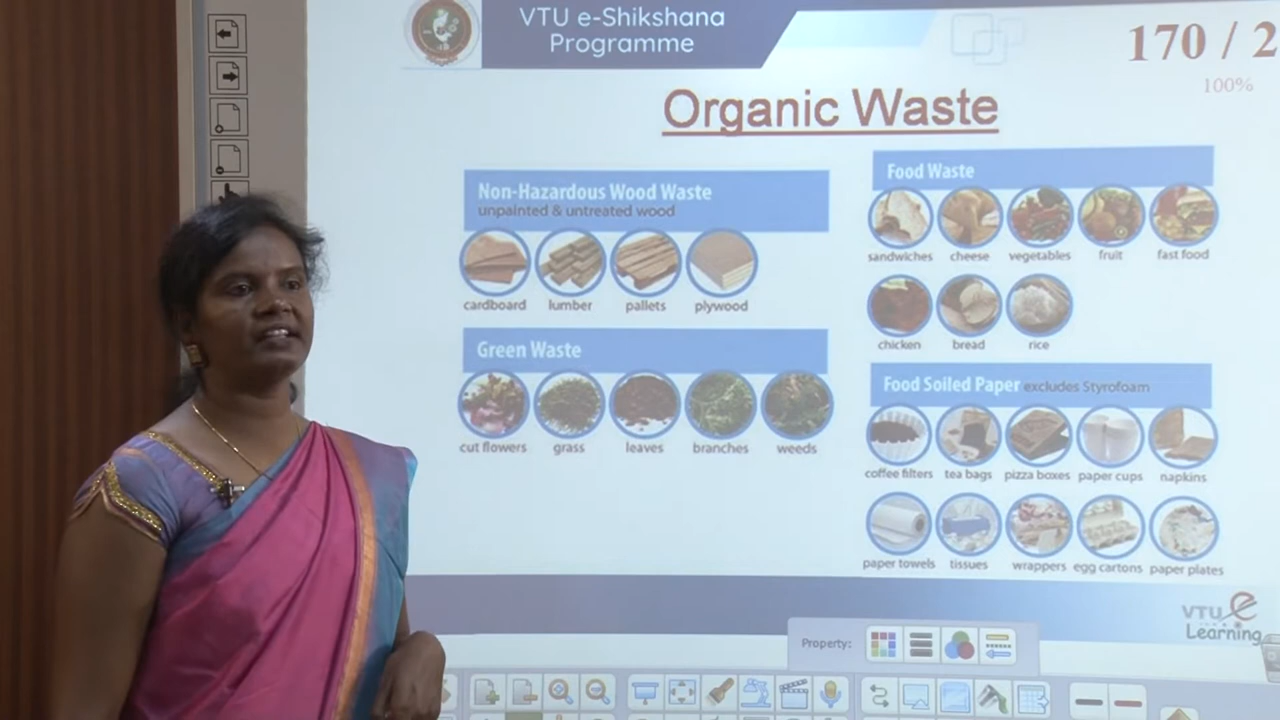 VTU e-Shikshana
Programme
170 / 2
100%
Organic Waste
Non-Hazardous Wood Waste
unpainted & untreated wood
cardboard lumber pallets plywood
Green Waste
cut flowers grass leaves branches weeds
Food Waste
sandwiches cheese vegetables fruit fast food
chicken bread rice
Food Soiled Paper excludes Styrofoam
coffee filters tea bags pizza boxes paper cups napkins
paper towels tissues wrappers egg cartons paper plates
VTU e
Learning
Property: